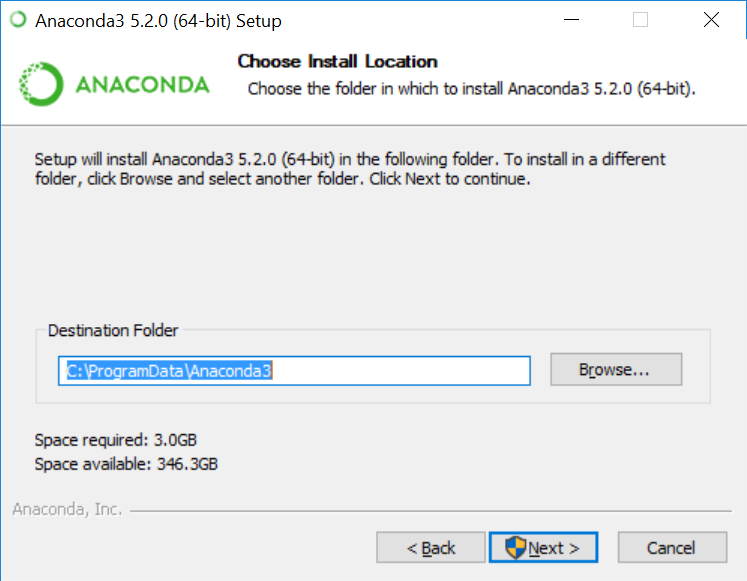 Anaconda3 5.2.0 (64-bit) Setup
ANACONDA
Choose Install Location
Choose the folder in which to install Anaconda3 5.2.0 (64-bit).
Setup will install Anaconda3 5.2.0 (64-bit) in the following folder. To install in a different
folder, click Browse and select another folder. Click Next to continue.
Destination Folder
C:\ProgramData\Anaconda3
Browse...
Space required: 3.0GB
Space available: 346.3GB
Anaconda, Inc.
< Back
Next >
Cancel